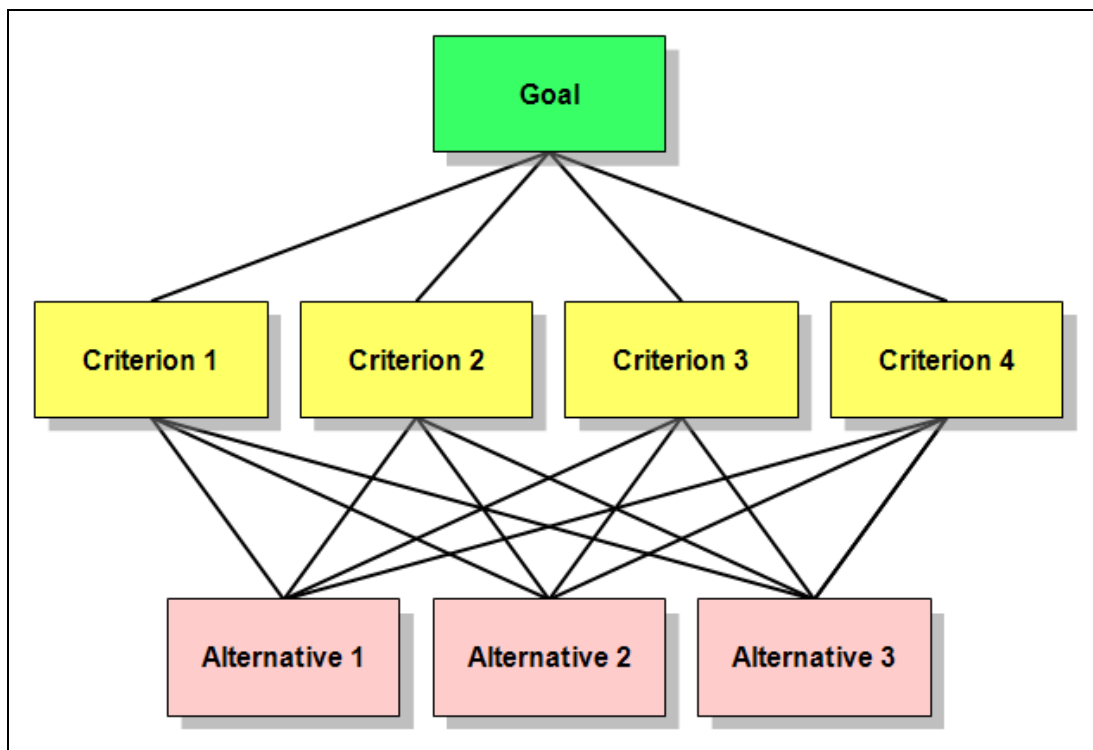 Goal
Criterion 1
Criterion 2
Criterion 3
Criterion 4
Alternative 1
Alternative 2
Alternative 3